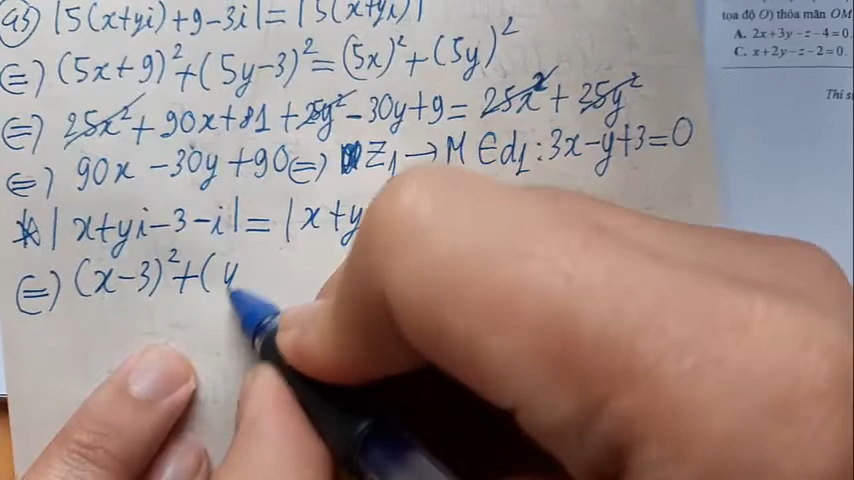 |5(x+yi)+9-3i|=|5(x+yi)|
⇔ (5x+9)²+(5y-3)²=(5x)²+(5y)²
⇔ 25x²+90x+81+25y²-30y+9=25x²+25y²
⇔ 90x-30y+90 ⇔ Z₁→M ∈d₁:3x-y+3=0
* |x+yi-3-i|=|x+y
⇔ (x-3)²+(y
tọa độ O) thỏa mãn OM
A. 2x+3y-z-4=0.
C. x+2y-z-2=0.
Thí s